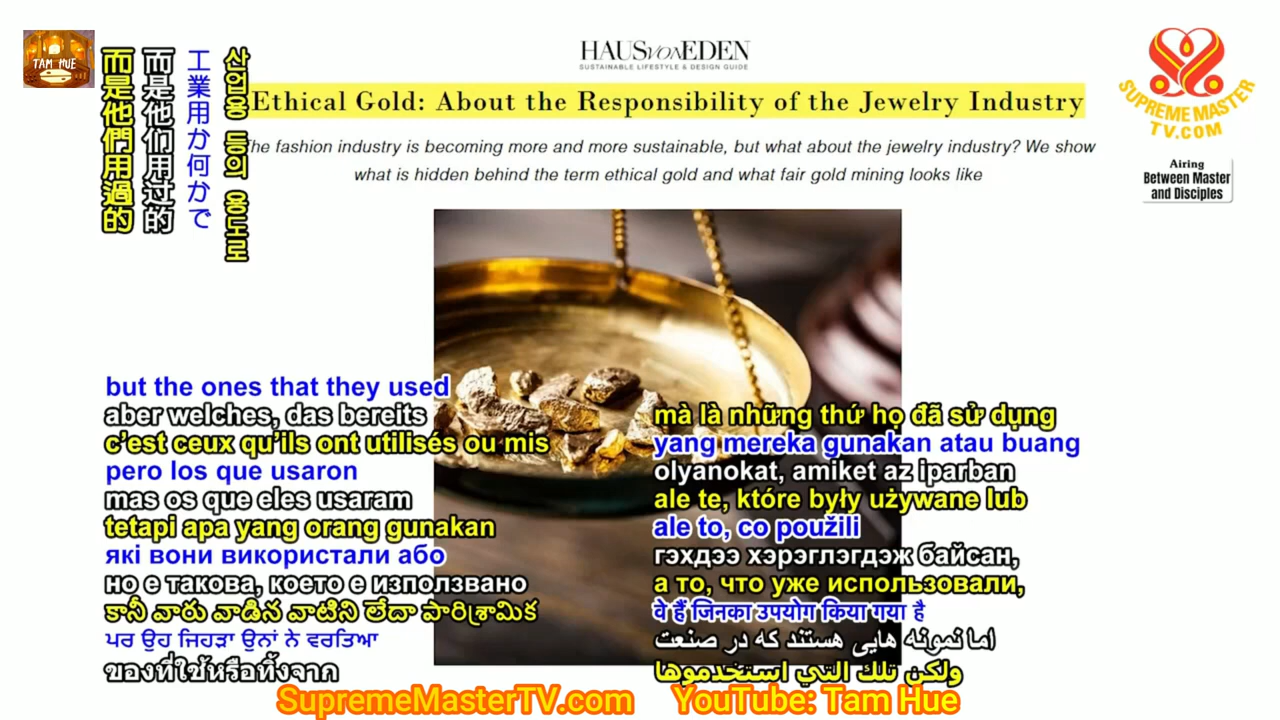 TAM HUE
HAUS VON EDEN
SUSTAINABLE LIFESTYLE & DESIGN GUIDE
Ethical Gold: About the Responsibility of the Jewelry Industry
he fashion industry is becoming more and more sustainable, but what about the jewelry industry? We show
what is hidden behind the term ethical gold and what fair gold mining looks like
SUPREME MASTER
TV.COM
Airing
Between Master
and Disciples
而是他們用過的
而是他们用过的
工業用か何かで
산업용 등의 용도로
but the ones that they used
aber welches, das bereits
c’est ceux qu’ils ont utilisés ou mis
pero los que usaron
mas os que eles usaram
tetapi apa yang orang gunakan
які вони використали або
но е такова, което е използвано
కానీ వారు వాడిన వాటిని లేదా పారిశ్రామిక
ਪਰ ਉਹ ਜਿਹੜਾ ਉਨਾਂ ਨੇ ਵਰਤਿਆ
ของที่ใช้หรือทิ้งจาก
mà là những thứ họ đã sử dụng
yang mereka gunakan atau buang
olyanokat, amiket az iparban
ale te, które były używane lub
ale to, co použili
гэхдээ хэрэглэгдэж байсан,
а то, что уже использовали,
वे हैं जिनका उपयोग किया गया है
اما نمونه هایی هستند که در صنعت
ولكن تلك التي استخدموها
SupremeMasterTV.com YouTube: Tam Hue